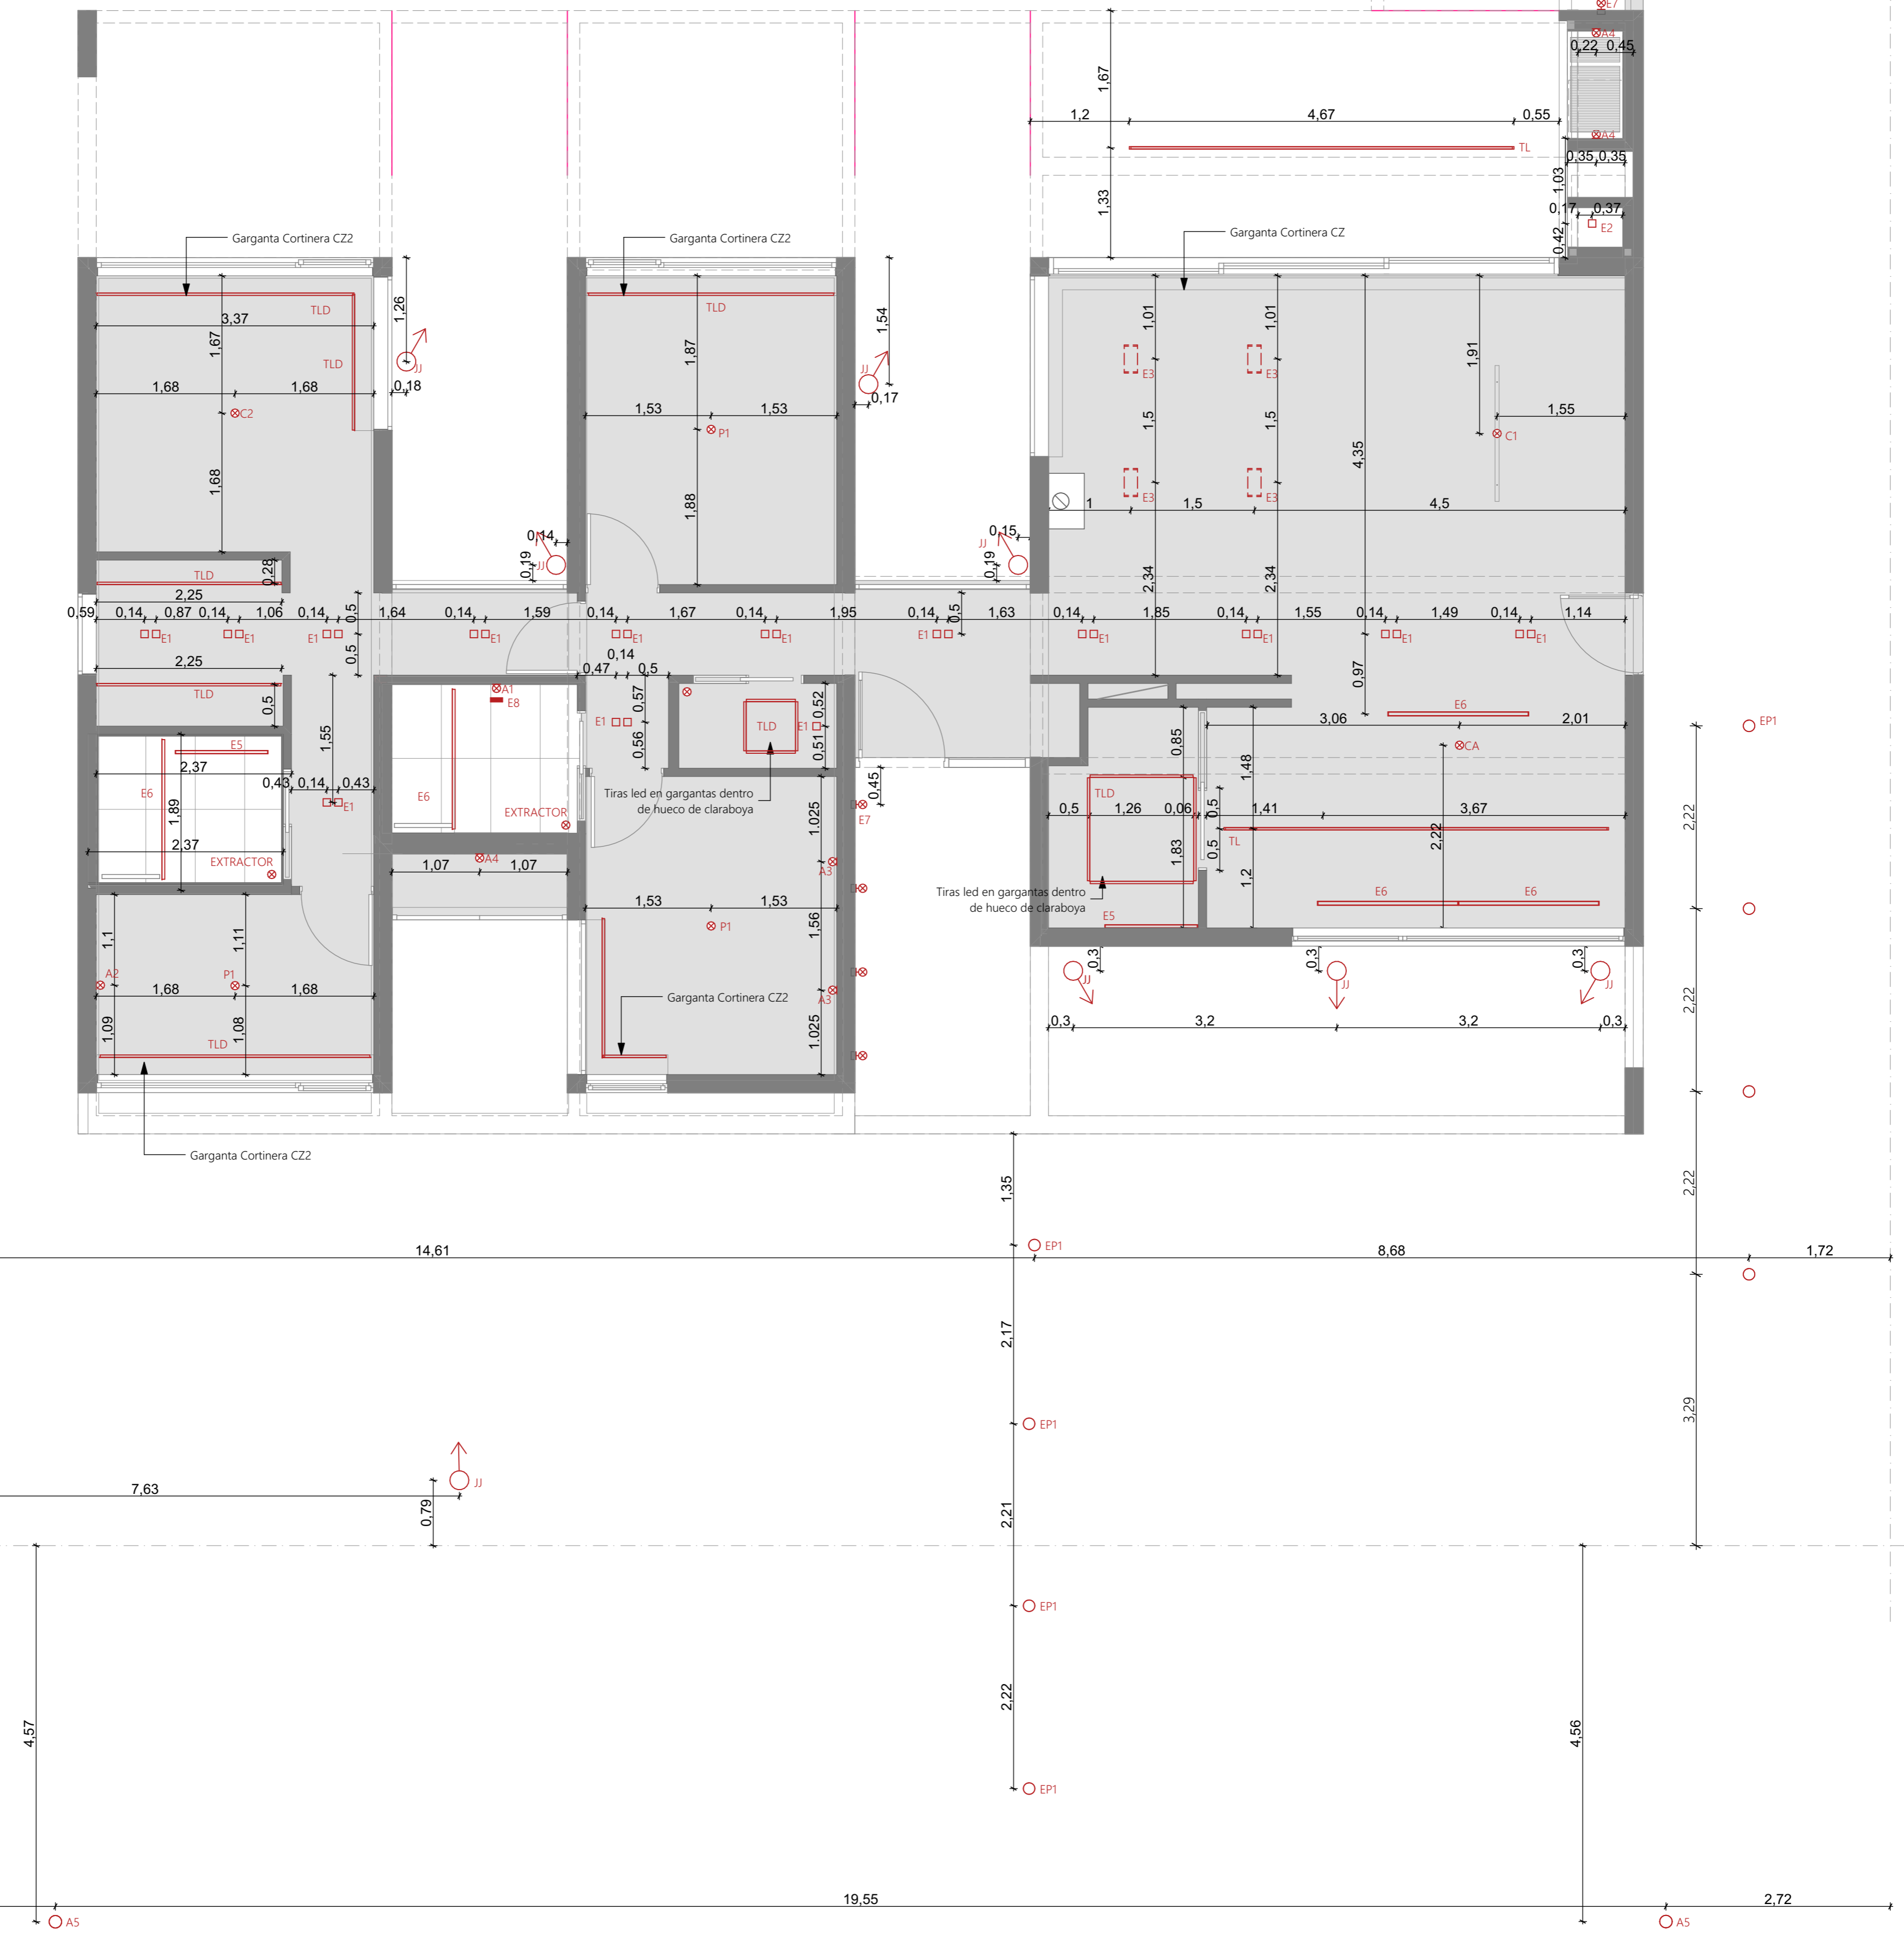 E7
A4
0,22 0,45
1,67
1,2 4,67 0,55
A4
TL
0,35 0,35
1,03
1,33
0,17 0,37
E2
0,42
Garganta Cortinera CZ2
Garganta Cortinera CZ2
Garganta Cortinera CZ
TLD
3,37
1,67
TLD
1,26
JJ
0,18
1,68 1,68
C2
1,68
TLD
1,87
1,53 1,53
P1
1,88
1,54
JJ
0,17
1,01 1,01
E3 E3
1,91
1,55
C1
1,5 1,5
4,35
E3 E3
1 1,5 4,5
0,14
0,19
JJ
0,15
JJ
0,19
2,34 2,34
TLD
0,28
2,25
0,59 0,14 0,87 0,14 1,06 0,14 0,5 1,64 0,14 1,59 0,14 1,67 0,14 1,95 0,14 0,5 1,63 0,14 1,85 0,14 1,55 0,14 1,49 0,14 1,14
E1 E1 E1 E1 E1 E1 E1 E1 E1 E1 E1
0,5
2,25
TLD
0,5
0,14
0,47 0,5
A1
E8
0,57
E1
0,56
TLD
E1
0,52
0,51
0,97
E6
3,06 2,01
CA
EP1
1,55
E5
2,37
E6
1,89
0,43 0,14 0,43
E1
2,37
EXTRACTOR
E6
EXTRACTOR
Tiras led en gargantas dentro
de hueco de claraboya
0,45
E7
1.025
0,85
1,48
TLD
0,5 1,26 0,06
0,5
1,41 3,67
TL
0,5
2,22
1,83
1,2
2,22
A4
1,07 1,07
A3
Tiras led en gargantas dentro
de hueco de claraboya
E5
E6 E6
1,53 1,53
P1
1,56
1,1 1,11
A2
P1
1,68 1,68
1,09 1,08
TLD
A3
Garganta Cortinera CZ2
1.025
0,3 0,3 0,3
JJ JJ JJ
0,3 3,2 3,2 0,3
2,22
Garganta Cortinera CZ2
1,35
2,22
EP1
14,61 8,68 1,72
2,17
3,29
EP1
JJ
7,63
0,79
2,21
EP1
2,22
4,57
4,56
EP1
19,55 2,72
A5 A5